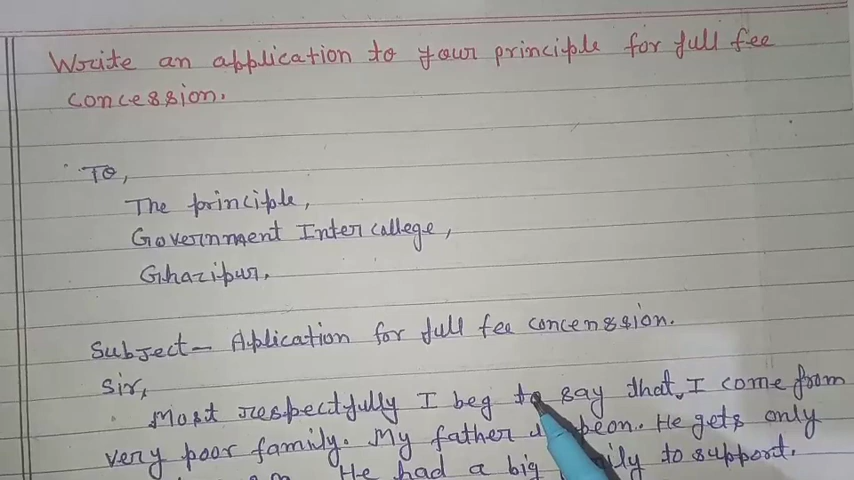 Write an application to your principle for full fee
concession.
To,
The principle,
Government Inter college,
Ghazipur.
Subject- Application for full fee concenssion.
Sir,
Most respectfully I beg to say that, I come from
very poor family. My father peon. He gets only
He had a big to support.